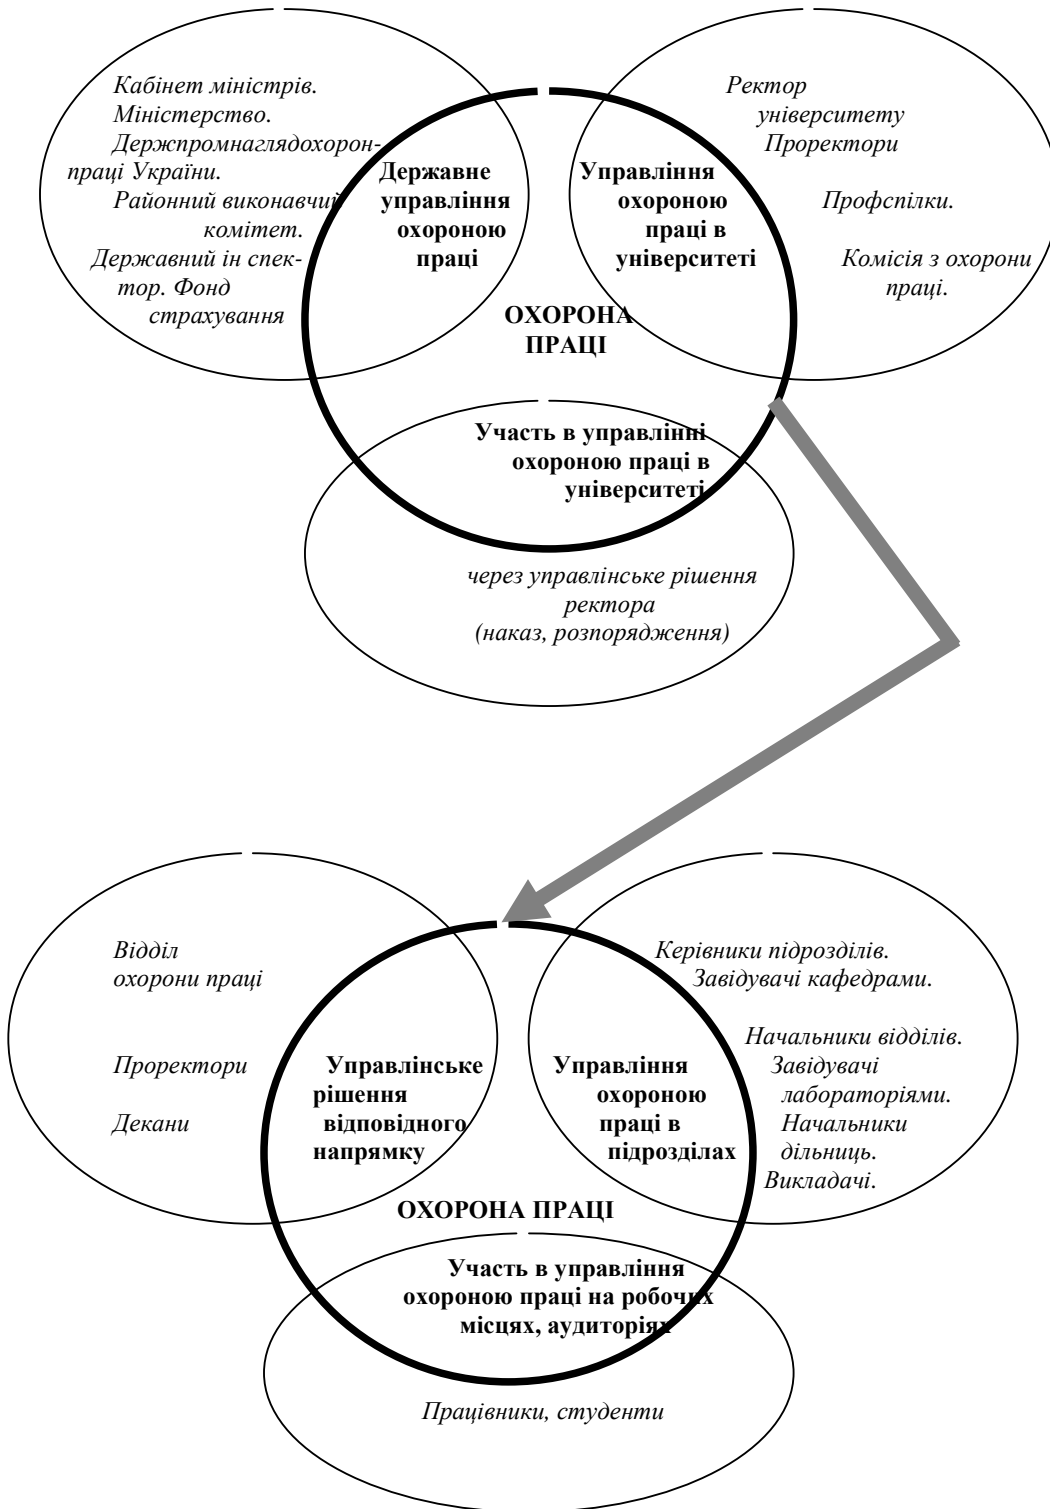 Кабінет міністрів.
Міністерство.
Держпромнаглядохорон-
праці України.
Районний виконавчий
комітет.
Державний ін спек-
тор. Фонд
страхування
Державне
управління
охороною
праці
Управління
охороною
праці в
університеті
Ректор
університету
Проректори
Профспілки.
Комісія з охорони
праці.
ОХОРОНА
ПРАЦІ
Участь в управлінні
охороною праці в
університеті
через управлінське рішення
ректора
(наказ, розпорядження)
Відділ
охорони праці
Проректори
Декани
Управлінське
рішення
відповідного
напрямку
Управління
охороною
праці в
підрозділах
Керівники підрозділів.
Завідувачі кафедрами.
Начальники відділів.
Завідувачі
лабораторіями.
Начальники
дільниць.
Викладачі.
ОХОРОНА ПРАЦІ
Участь в управління
охороною праці на робочих
місцях, аудиторіях
Працівники, студенти